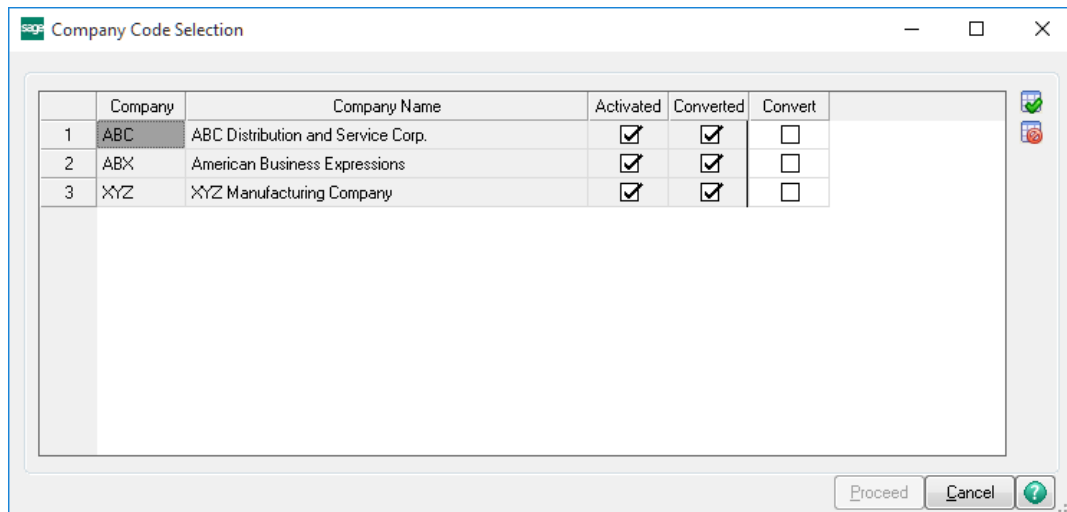 sage Company Code Selection
Company Company Name Activated Converted Convert
1 ABC ABC Distribution and Service Corp.
2 ABX American Business Expressions
3 XYZ XYZ Manufacturing Company
Proceed Cancel ?